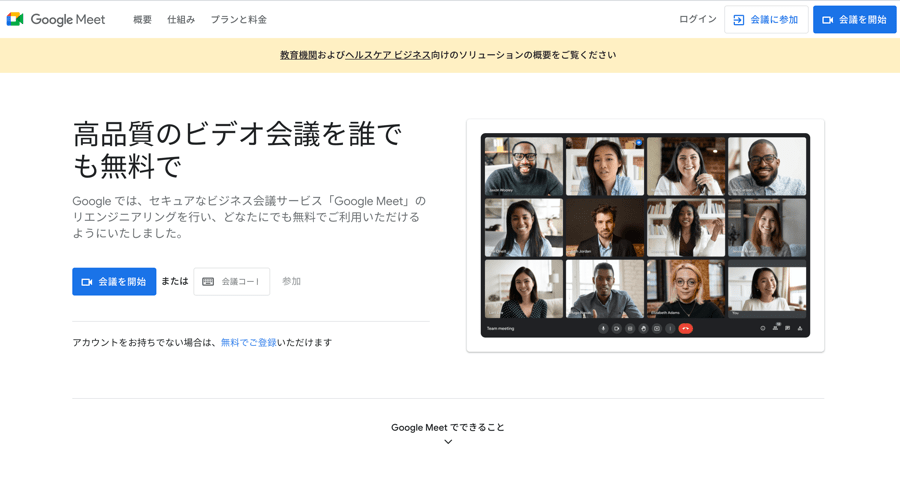 Google Meet
概要
仕組み
プランと料金
ログイン
会議に参加
会議を開始
教育機関およびヘルスケア ビジネス向けのソリューションの概要をご覧ください
高品質のビデオ会議を誰で
も無料で
Google では、セキュアなビジネス会議サービス「Google Meet」の
リエンジニアリングを行い、どなたにでも無料でご利用いただける
ようにいたしました。
会議を開始
または
会議コー
参加
アカウントをお持ちでない場合は、無料でご登録いただけます
Elizabeth Adams
You
Team meeting
Google Meet でできること